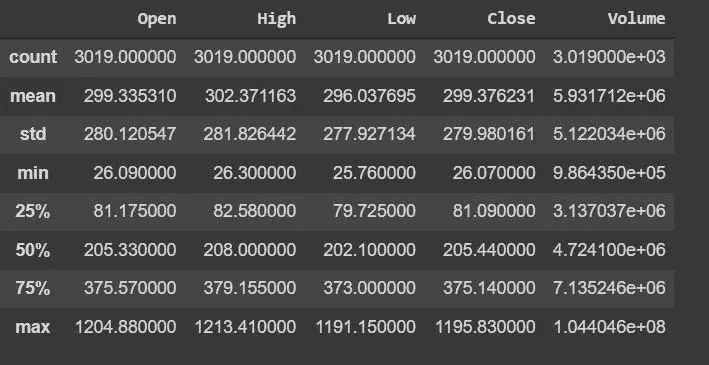 Open High Low Close Volume
count 3019.000000 3019.000000 3019.000000 3019.000000 3.019000e+03
mean 299.335310 302.371163 296.037695 299.376231 5.931712e+06
std 280.120547 281.826442 277.927134 279.980161 5.122034e+06
min 26.090000 26.300000 25.760000 26.070000 9.864350e+05
25% 81.175000 82.580000 79.725000 81.090000 3.137037e+06
50% 205.330000 208.000000 202.100000 205.440000 4.724100e+06
75% 375.570000 379.155000 373.000000 375.140000 7.135246e+06
max 1204.880000 1213.410000 1191.150000 1195.830000 1.044046e+08